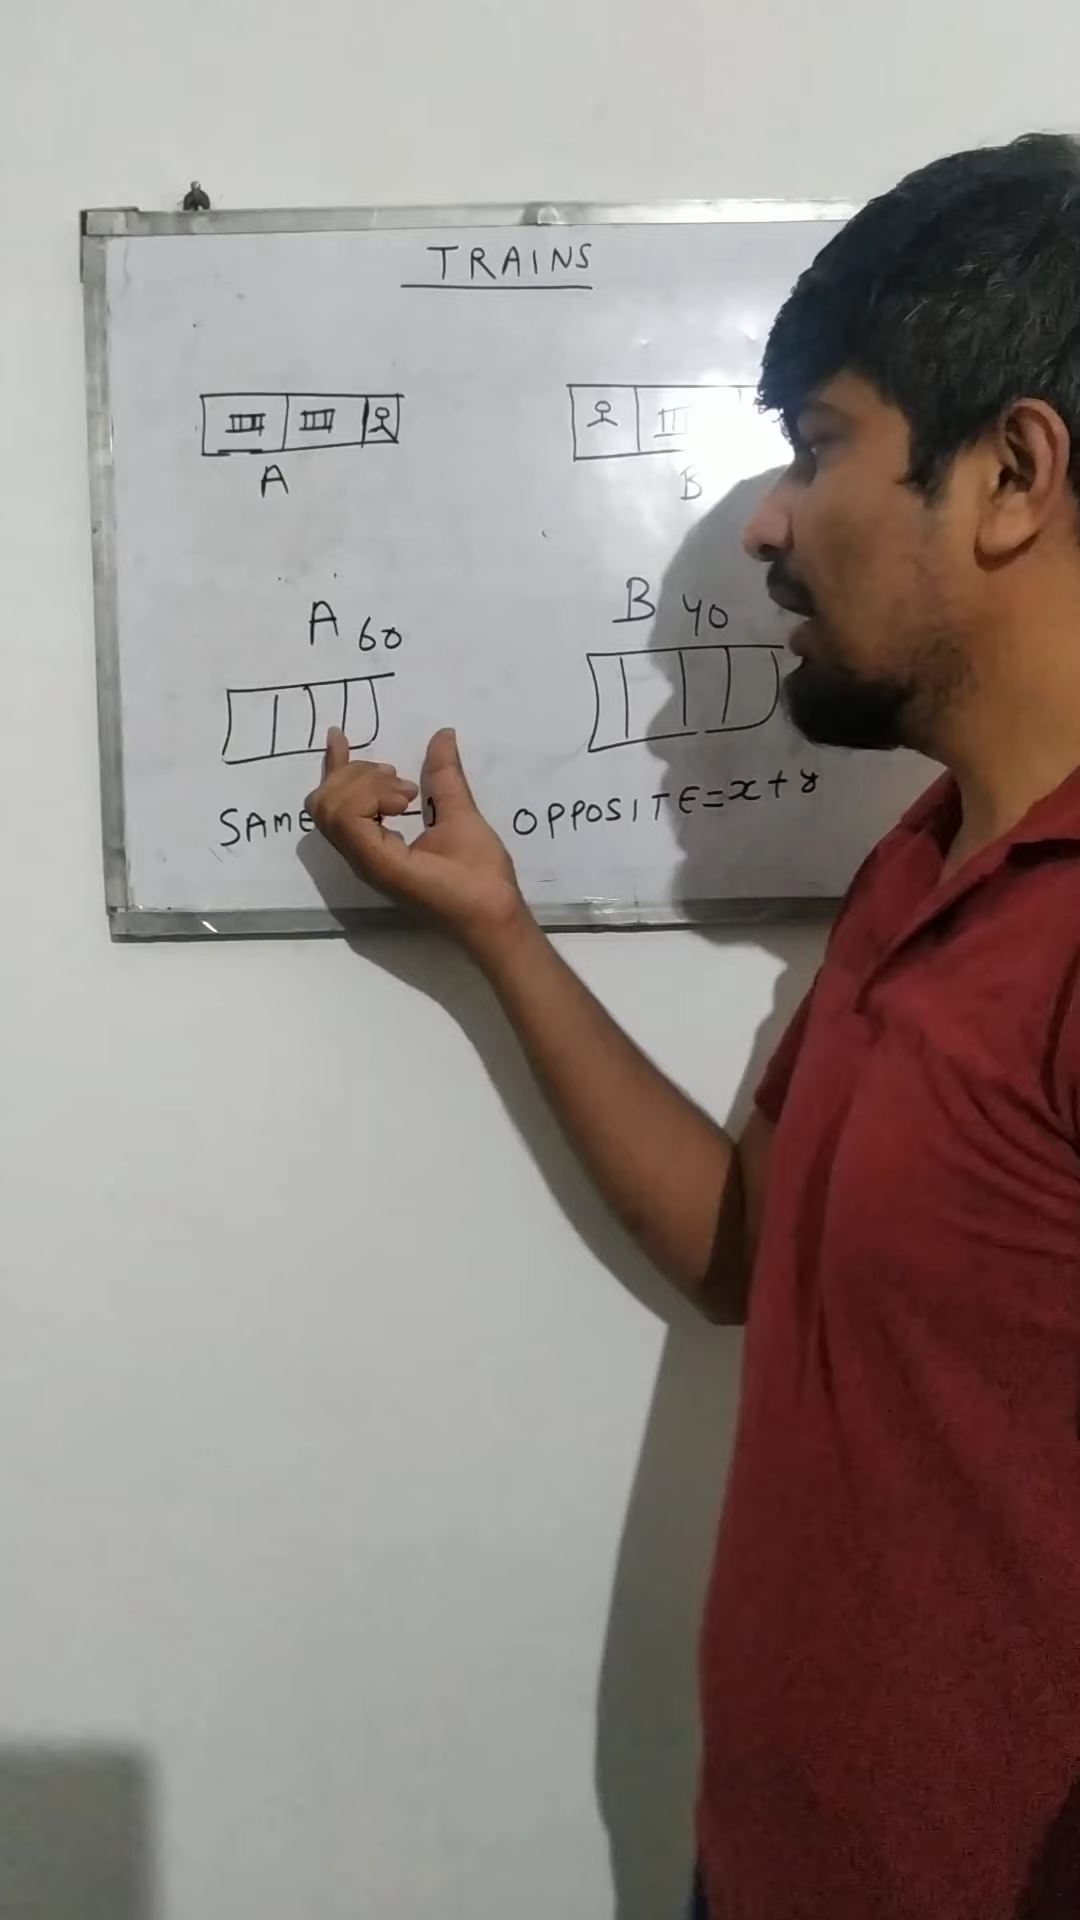 TRAINS
A
B
A 60
B 40
SAME
OPPOSITE = x + y